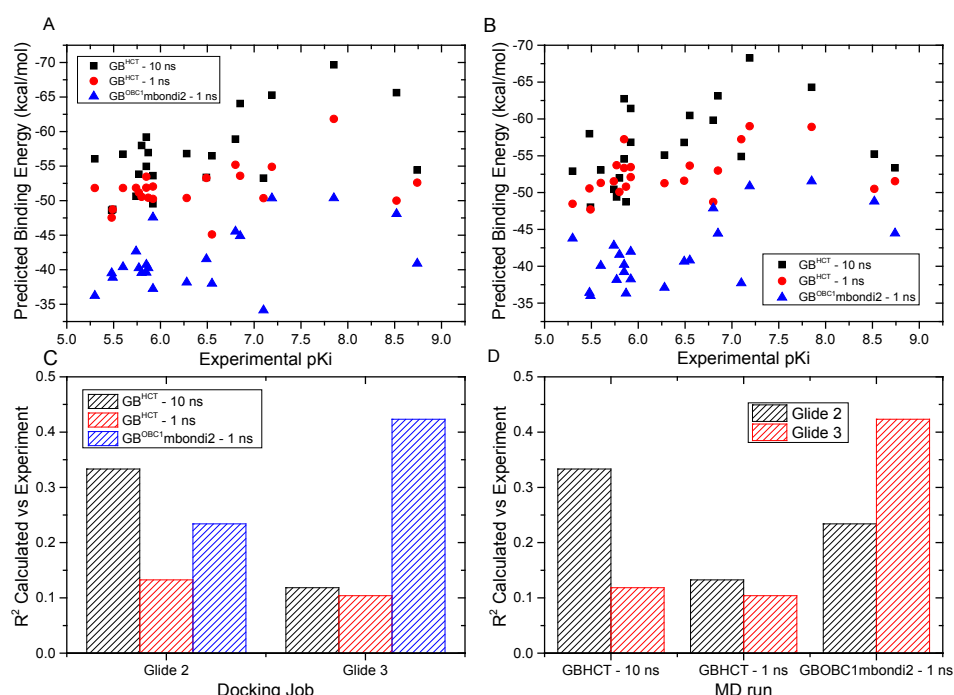 A
Predicted Binding Energy (kcal/mol)
-70
-65
-60
-55
-50
-45
-40
-35
GB^HCT - 10 ns
GB^HCT - 1 ns
GB^OBC1mbondi2 - 1 ns
5.0 5.5 6.0 6.5 7.0 7.5 8.0 8.5 9.0
Experimental pKi
B
Predicted Binding Energy (kcal/mol)
-70
-65
-60
-55
-50
-45
-40
-35
GB^HCT - 10 ns
GB^HCT - 1 ns
GB^OBC1mbondi2 - 1 ns
5.0 5.5 6.0 6.5 7.0 7.5 8.0 8.5 9.0
Experimental pKi
C
R² Calculated vs Experiment
0.5
0.4
0.3
0.2
0.1
0.0
GB^HCT - 10 ns
GB^HCT - 1 ns
GB^OBC1mbondi2 - 1 ns
Glide 2 Glide 3
Docking Job
D
R² Calculated vs Experiment
0.5
0.4
0.3
0.2
0.1
0.0
Glide 2
Glide 3
GBHCT - 10 ns GBHCT - 1 ns GBOBC1mbondi2 - 1 ns
MD run